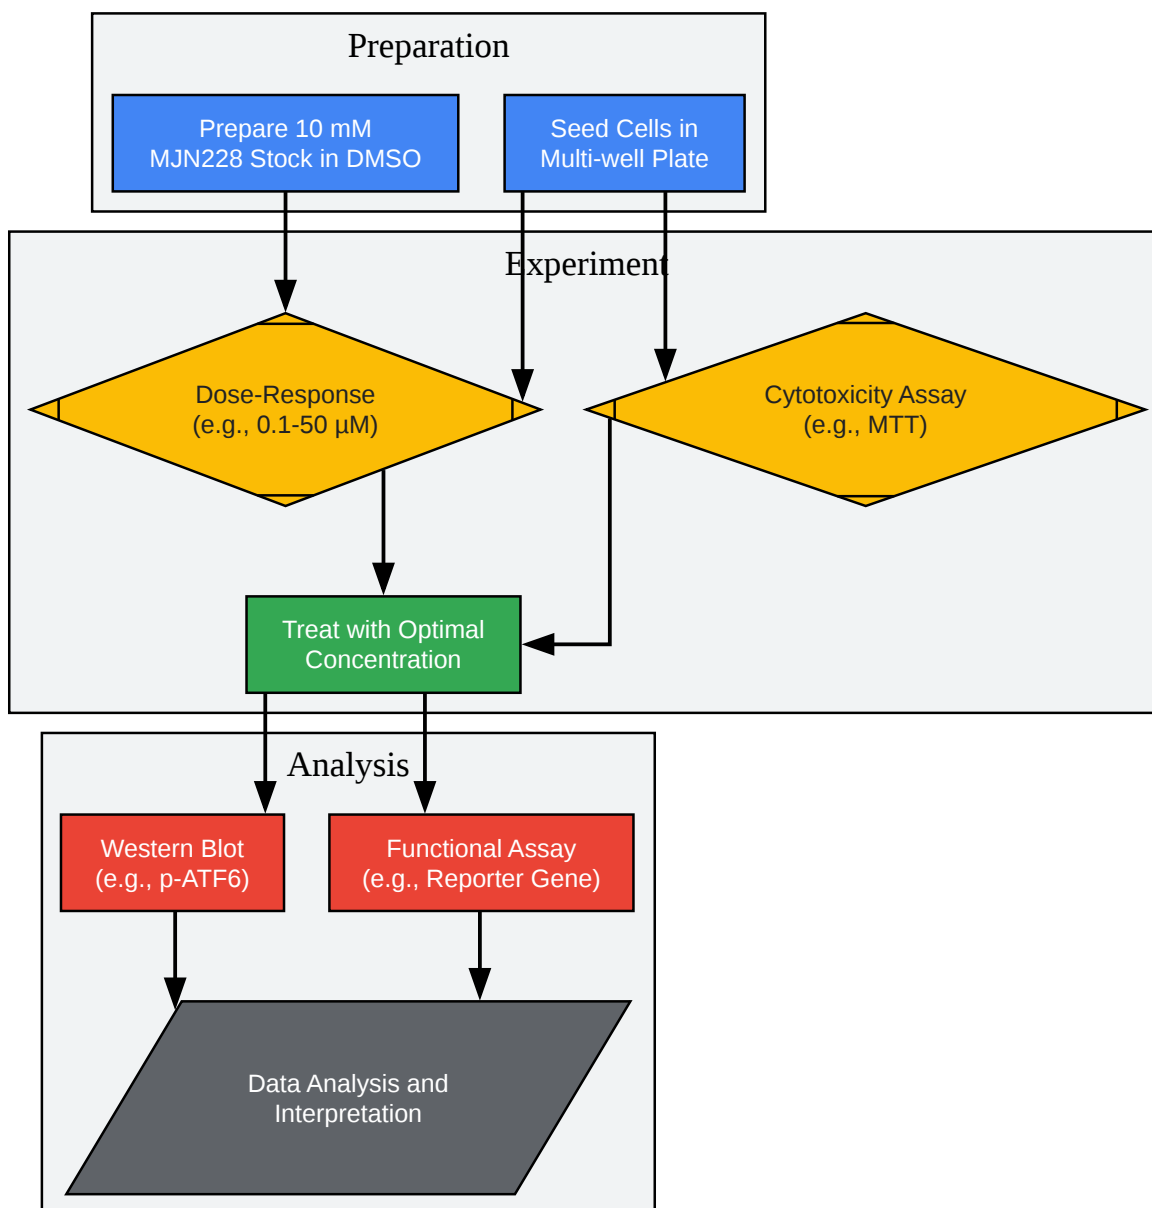 Preparation
Prepare 10 mM
MJN228 Stock in DMSO
Seed Cells in
Multi-well Plate
Experiment
Dose-Response
(e.g., 0.1-50 µM)
Cytotoxicity Assay
(e.g., MTT)
Treat with Optimal
Concentration
Analysis
Western Blot
(e.g., p-ATF6)
Functional Assay
(e.g., Reporter Gene)
Data Analysis and
Interpretation